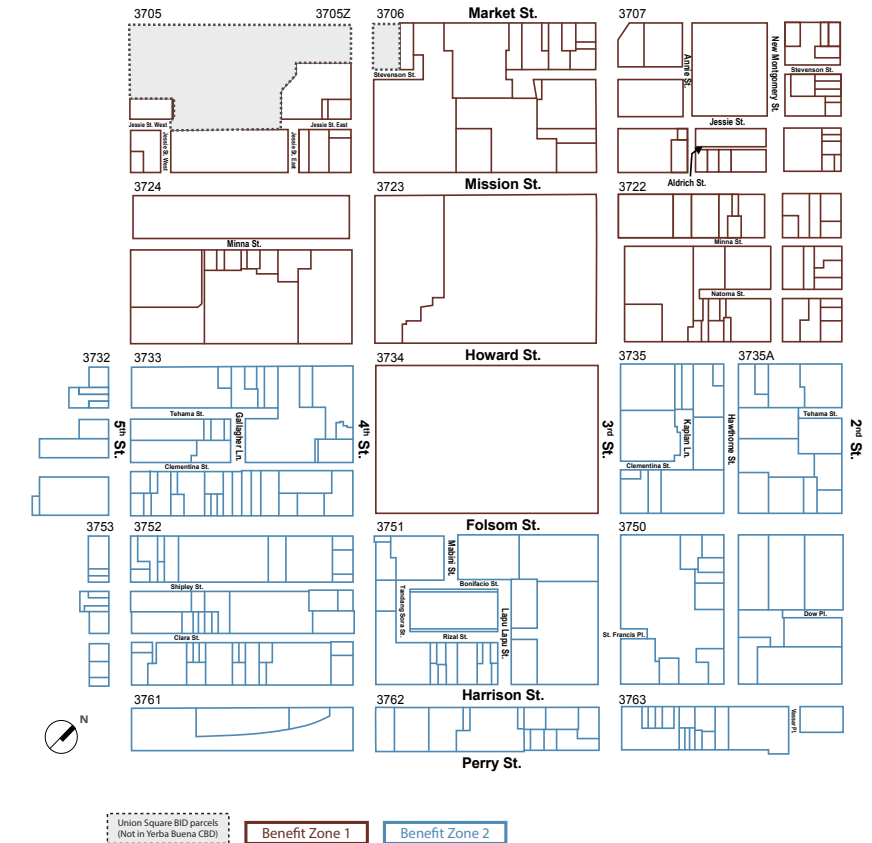 3705
3705Z
3706
Market St.
3707
Annie St.
New Montgomery St.
Stevenson St.
Stevenson St.
Jessie St. West
Jessie St. West
Jessie St. East
Jessie St. East
Jessie St.
Aldrich St.
3724
3723
Mission St.
3722
Minna St.
Minna St.
Natoma St.
3732
3733
3734
Howard St.
3735
3735A
5th St.
Tehama St.
Gallagher Ln.
4th St.
3rd St.
Kaplan Ln.
Hawthorne St.
Tehama St.
2nd St.
Clementina St.
Clementina St.
3753
3752
3751
Folsom St.
3750
Mabini St.
Shipley St.
Bonifacio St.
Tandang Sora St.
Lapu Lapu St.
Dow Pl.
Clara St.
Rizal St.
St. Francis Pl.
3761
3762
Harrison St.
3763
Vassar Pl.
N
Perry St.
Union Square BID parcels
(Not in Yerba Buena CBD)
Benefit Zone 1
Benefit Zone 2